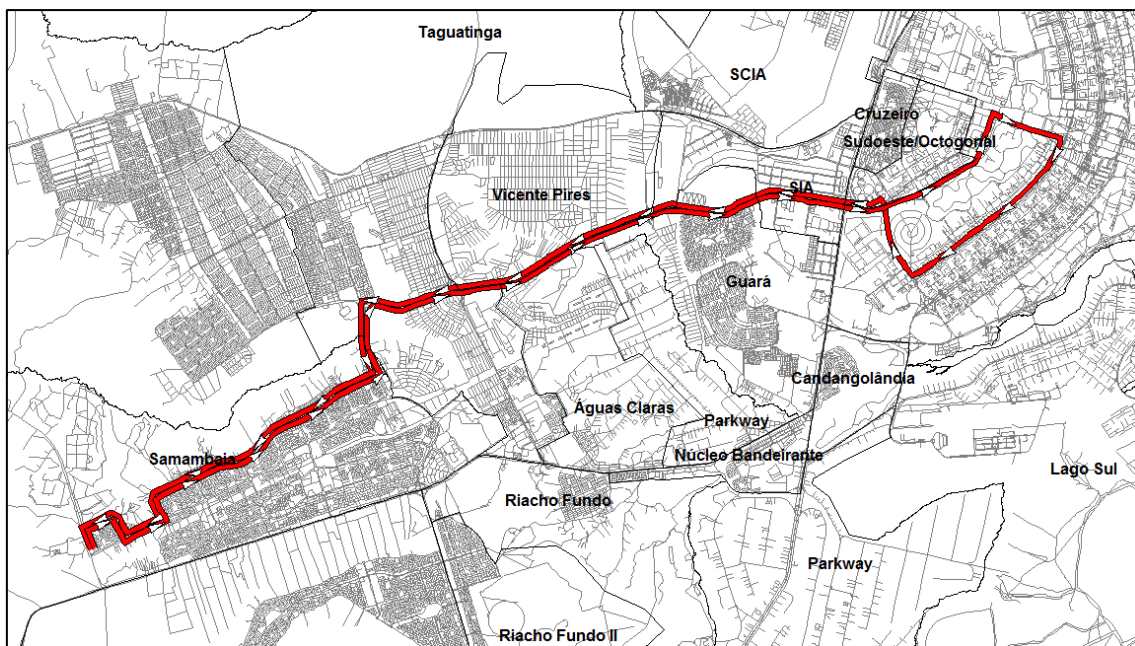 Taguatinga
SCIA
Cruzeiro
Sudoeste/Octogonal
SIA
Vicente Pires
Guará
Candangolândia
Águas Claras
Parkway
Núcleo Bandeirante
Samambaia
Lago Sul
Riacho Fundo
Parkway
Riacho Fundo II